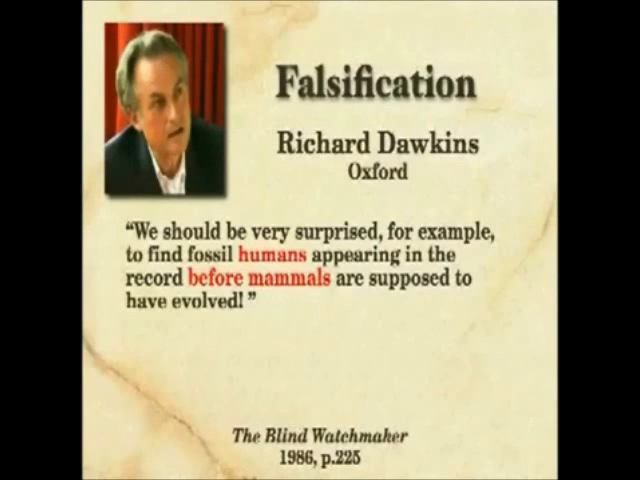 Falsification
Richard Dawkins
Oxford
“We should be very surprised, for example,
to find fossil humans appearing in the
record before mammals are supposed to
have evolved! ”
The Blind Watchmaker
1986, p.225